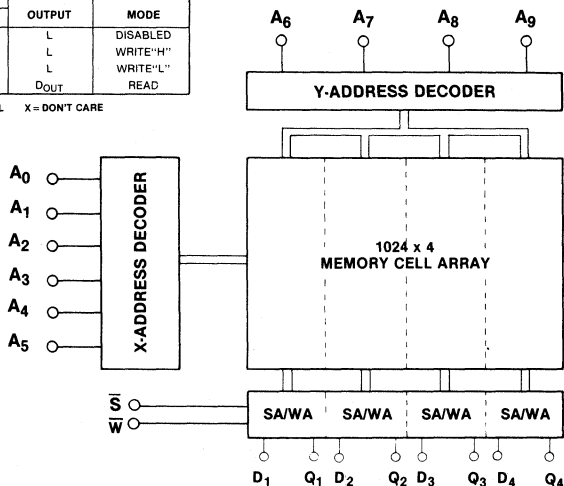 OUTPUT MODE
L DISABLED
L WRITE"H"
L WRITE"L"
DOUT READ
L X = DON'T CARE
A6 A7 A8 A9
Y-ADDRESS DECODER
A0
A1
A2
A3
A4
A5
X-ADDRESS DECODER
1024 x 4
MEMORY CELL ARRAY
S̅
W̅
SA/WA SA/WA SA/WA SA/WA
D1 Q1 D2 Q2 D3 Q3 D4 Q4